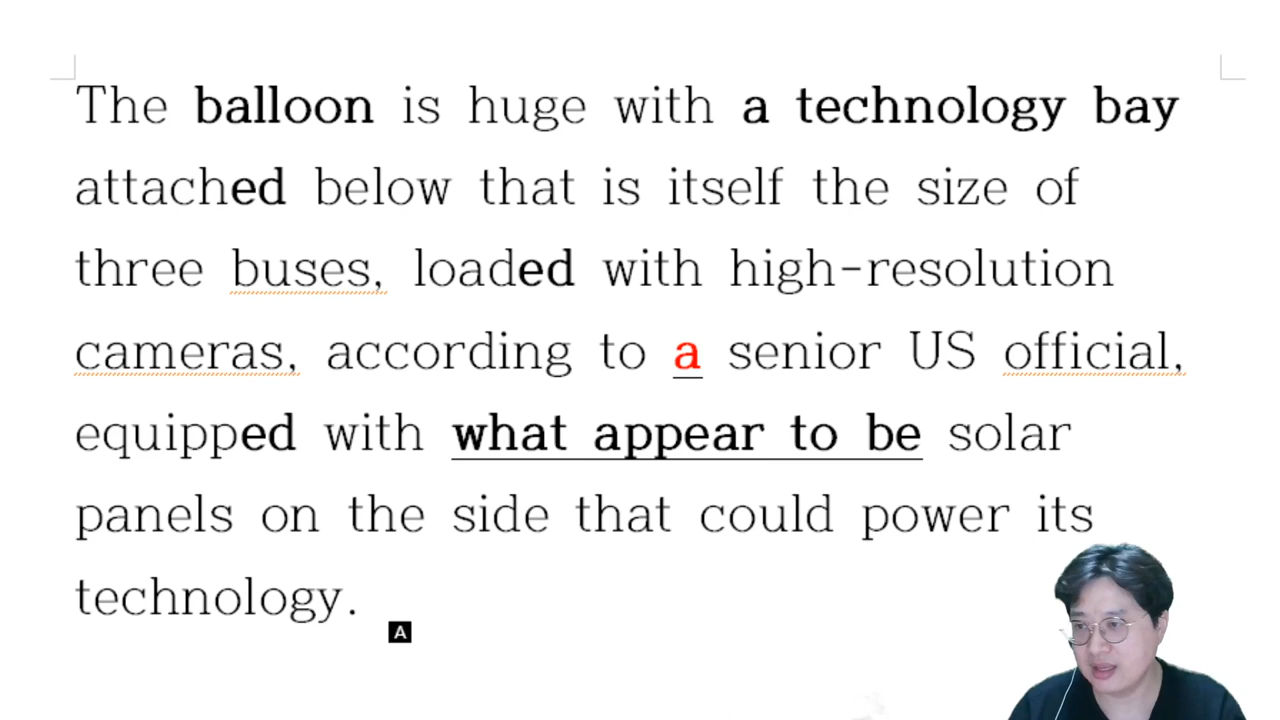 The balloon is huge with a technology bay
attached below that is itself the size of
three buses, loaded with high-resolution
cameras, according to a senior US official,
equipped with what appear to be solar
panels on the side that could power its
technology.
A